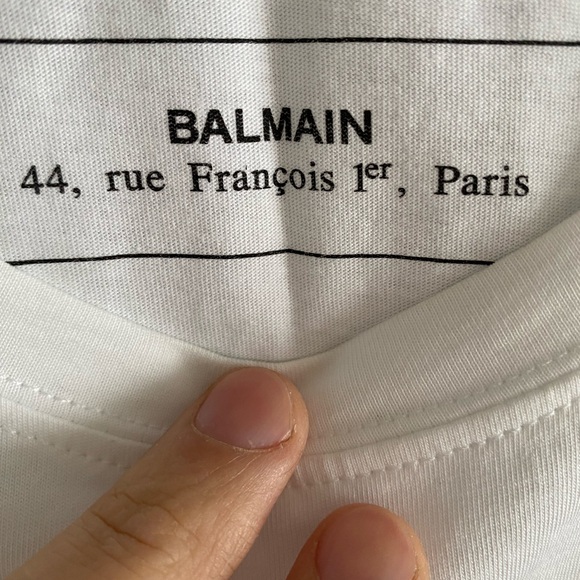 BALMAIN
44, rue François 1er, Paris